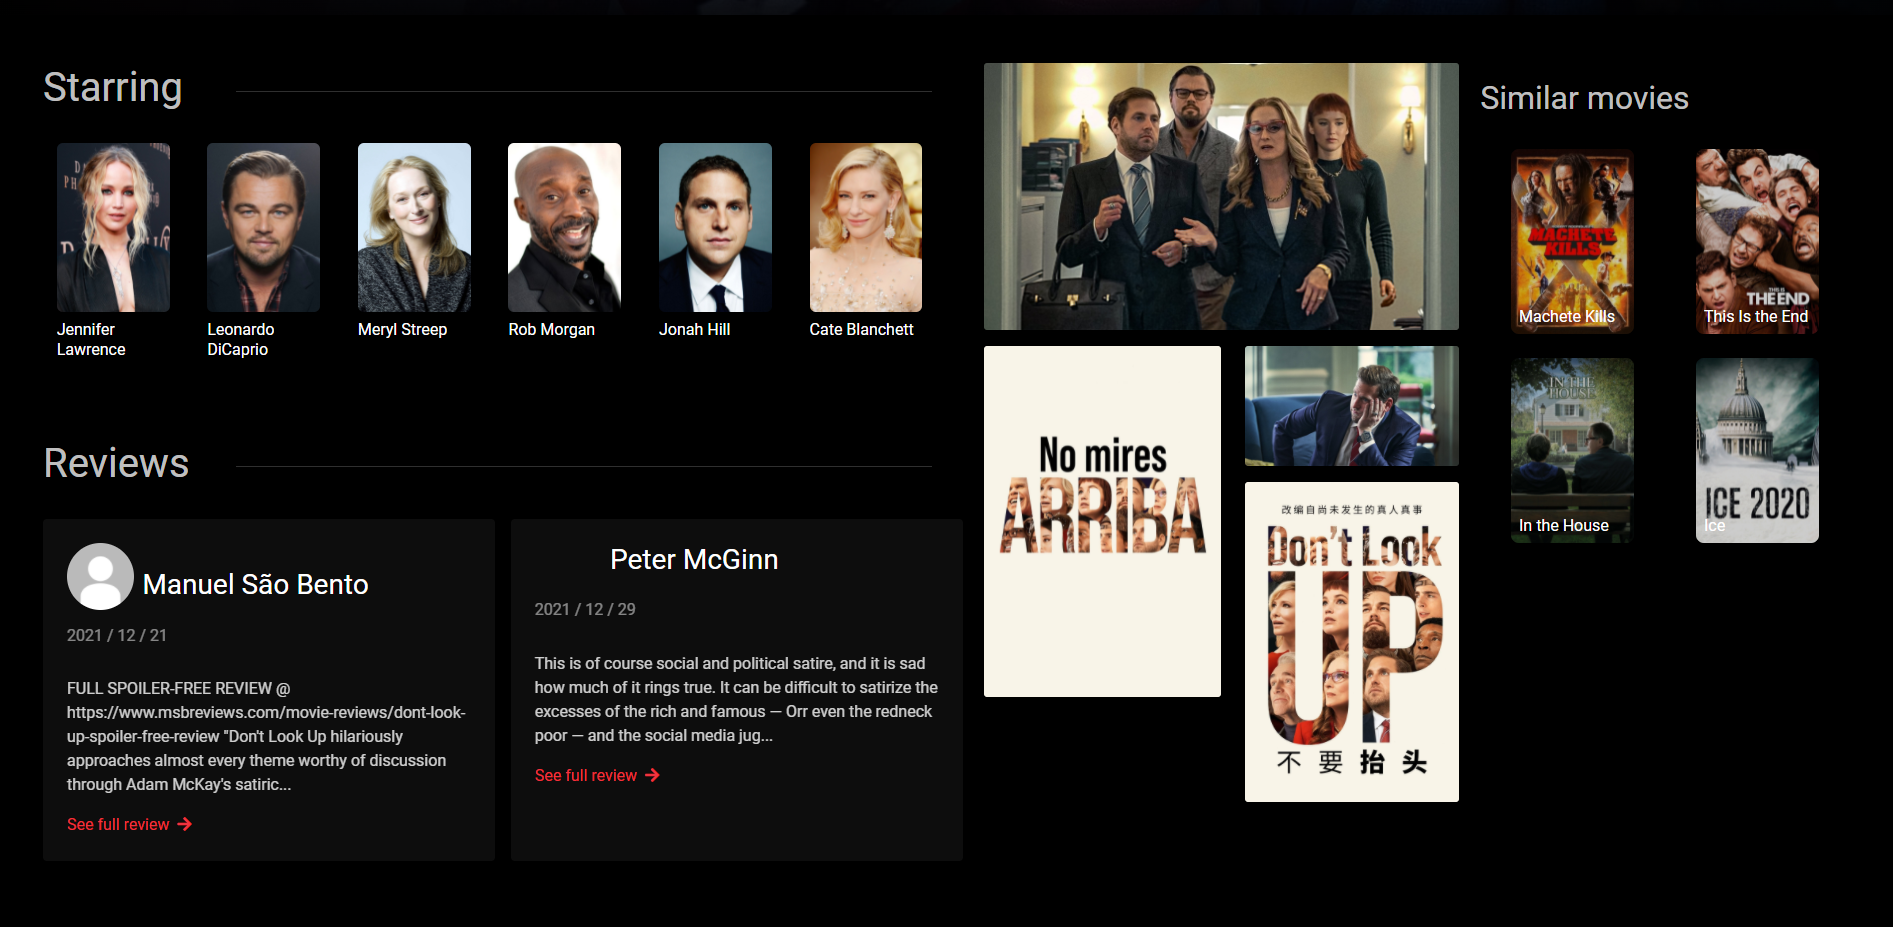 Starring
Jennifer
Lawrence
Leonardo
DiCaprio
Meryl Streep
Rob Morgan
Jonah Hill
Cate Blanchett
Reviews
Manuel São Bento
2021 / 12 / 21
FULL SPOILER-FREE REVIEW @
https://www.msbreviews.com/movie-reviews/dont-look-
up-spoiler-free-review "Don't Look Up hilariously
approaches almost every theme worthy of discussion
through Adam McKay's satiric...
See full review
Peter McGinn
2021 / 12 / 29
This is of course social and political satire, and it is sad
how much of it rings true. It can be difficult to satirize the
excesses of the rich and famous — Orr even the redneck
poor — and the social media jug...
See full review
No mires
ARRIBA
改编自尚未发生的真人真事
Don't Look
UP
不要抬头
Similar movies
MACHETE
KILLS
Machete Kills
THIS IS
THE END
This Is the End
IN THE
HOUSE
In the House
ICE 2020
Ice